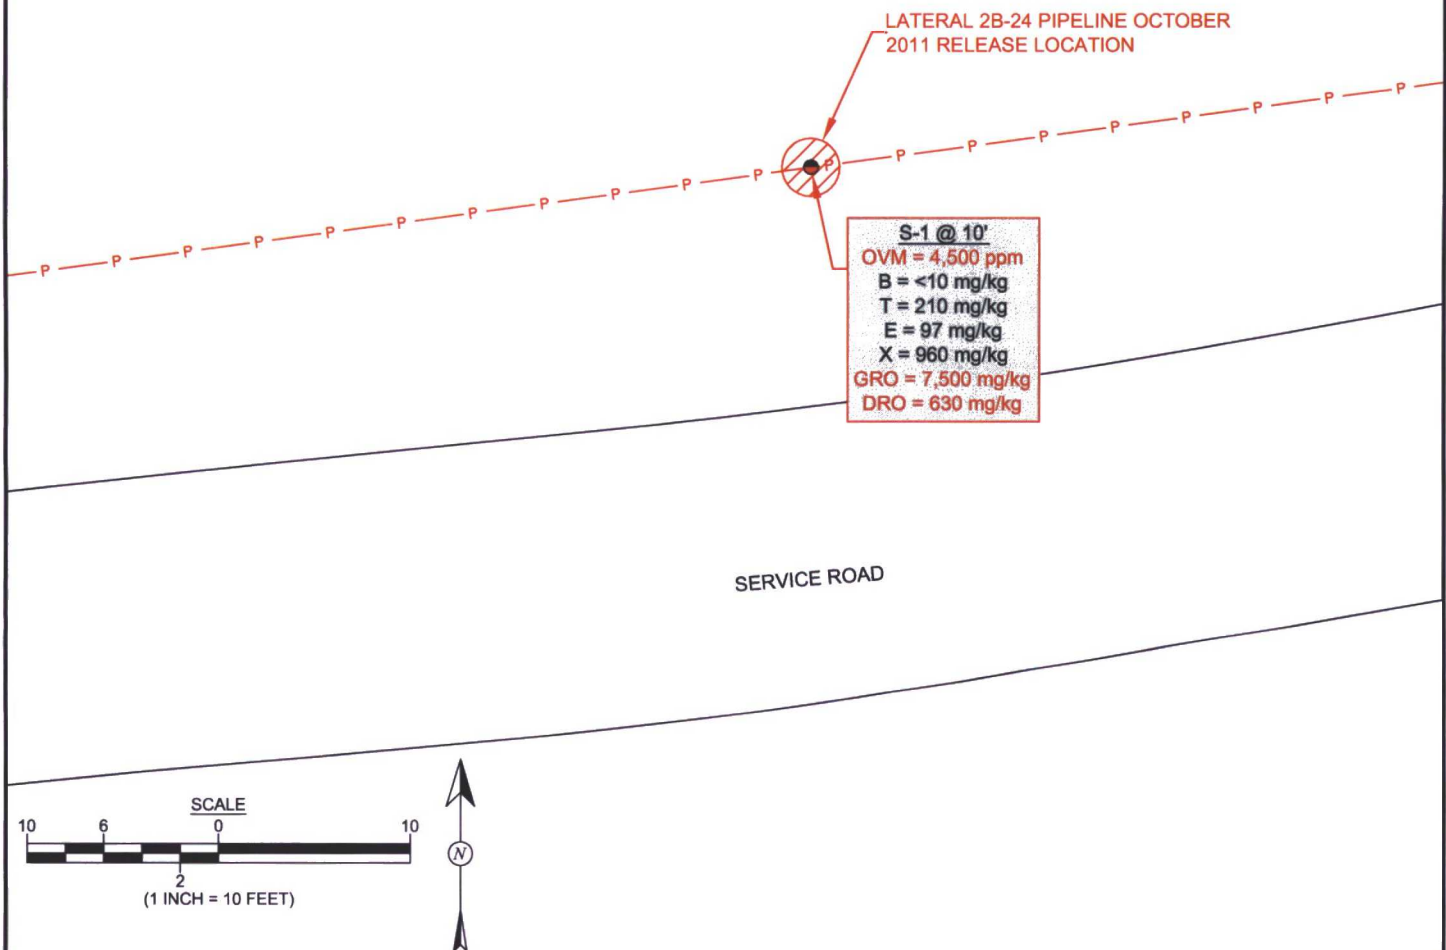 LATERAL 2B-24 PIPELINE OCTOBER
2011 RELEASE LOCATION
P P P P P P P P P P P P P P P P P P P P
S-1 @ 10'
OVM = 4,500 ppm
B = <10 mg/kg
T = 210 mg/kg
E = 97 mg/kg
X = 960 mg/kg
GRO = 7,500 mg/kg
DRO = 630 mg/kg
SERVICE ROAD
SCALE
10 6 0 10
2
(1 INCH = 10 FEET)
N